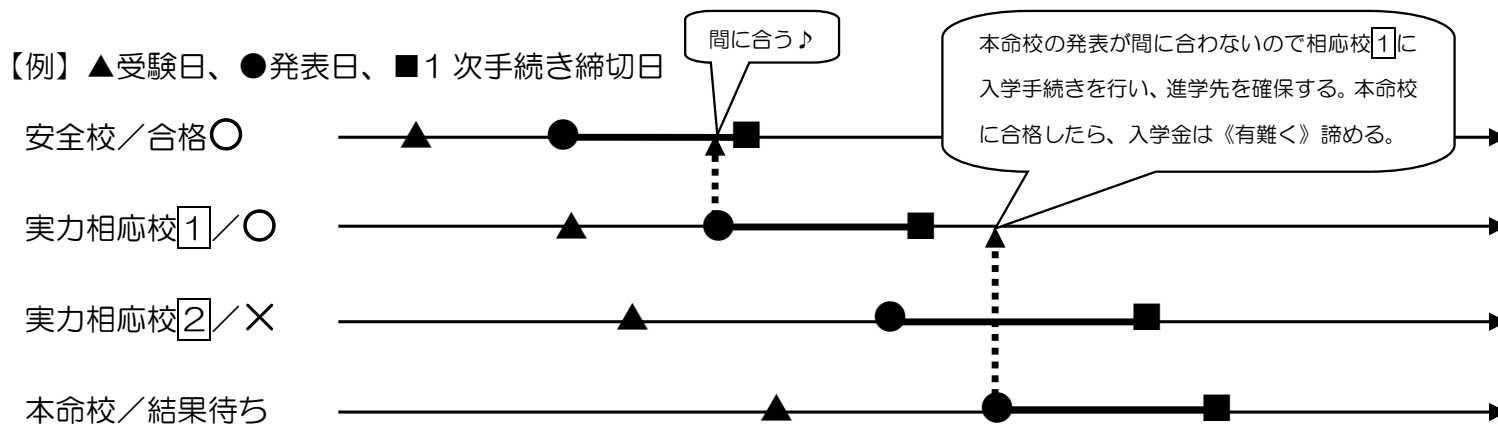 間に合う♪
本命校の発表が間に合わないので相応校1に
入学手続きを行い、進学先を確保する。本命校
に合格したら、入学金は《有難く》諦める。
【例】▲受験日、●発表日、■1次手続き締切日
安全校／合格○
実力相応校1／○
実力相応校2／×
本命校／結果待ち